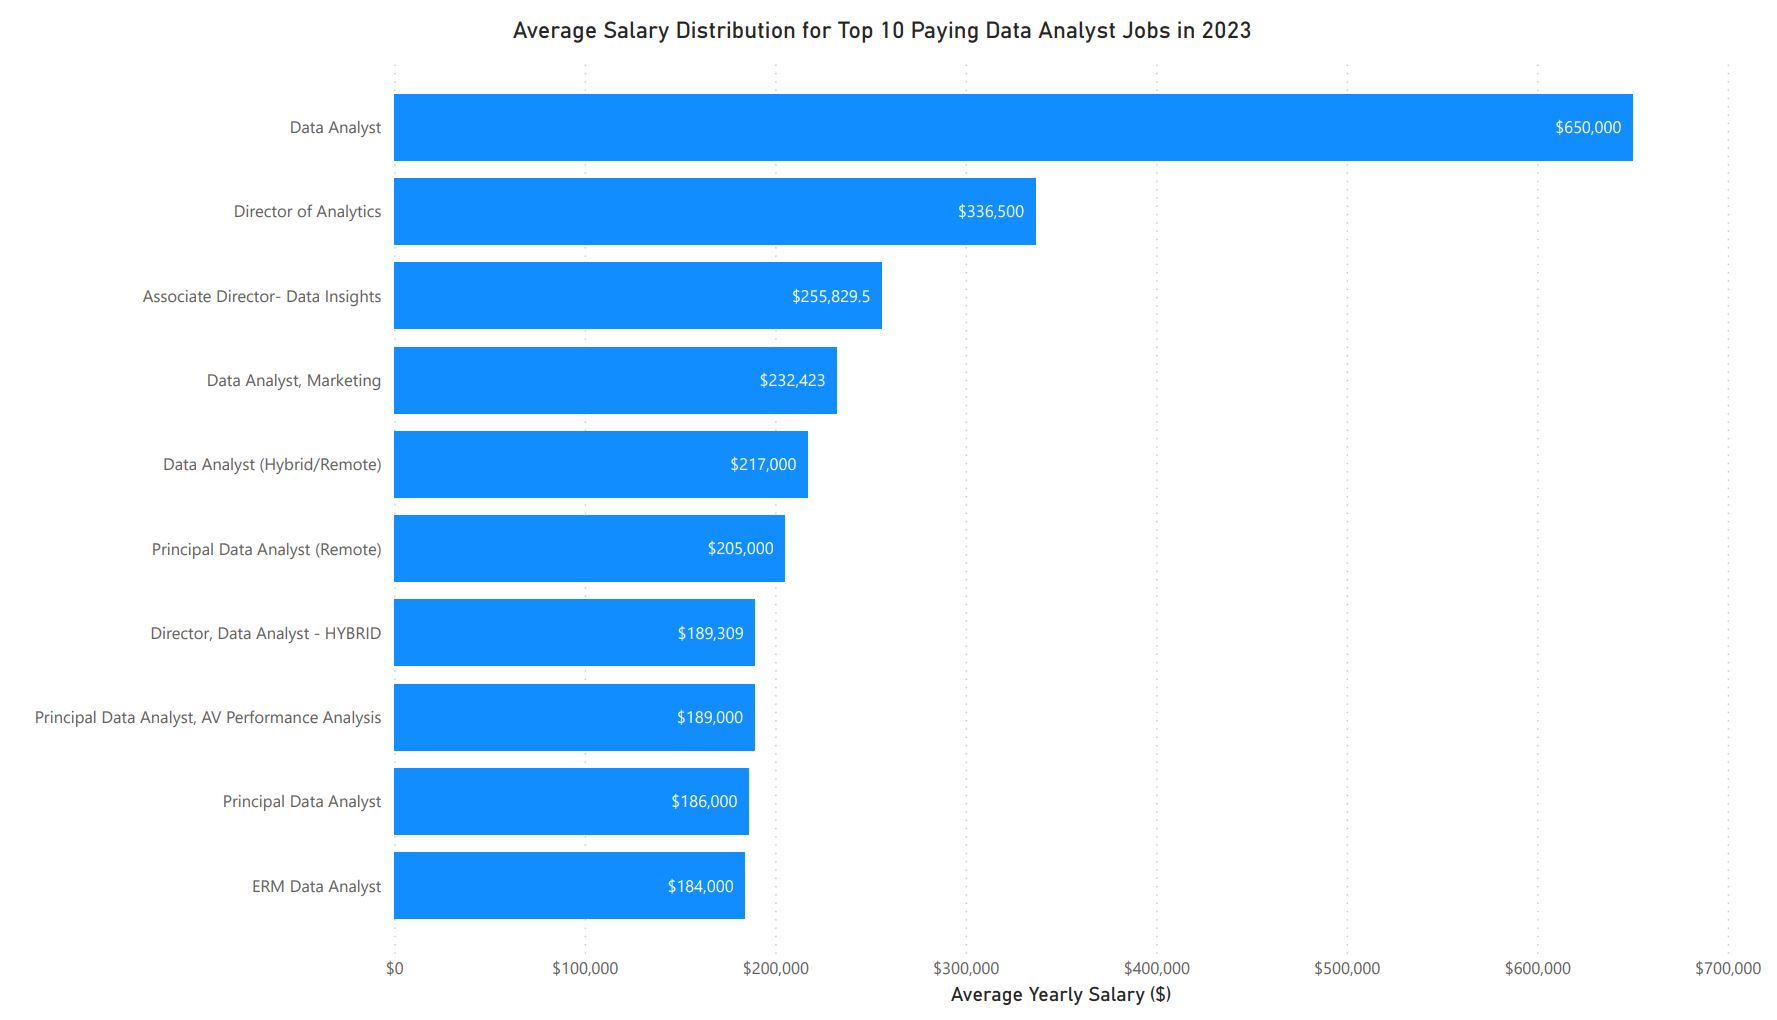 Average Salary Distribution for Top 10 Paying Data Analyst Jobs in 2023
Data Analyst
$650,000
Director of Analytics
$336,500
Associate Director- Data Insights
$255,829.5
Data Analyst, Marketing
$232,423
Data Analyst (Hybrid/Remote)
$217,000
Principal Data Analyst (Remote)
$205,000
Director, Data Analyst - HYBRID
$189,309
Principal Data Analyst, AV Performance Analysis
$189,000
Principal Data Analyst
$186,000
ERM Data Analyst
$184,000
$0 $100,000 $200,000 $300,000 $400,000 $500,000 $600,000 $700,000
Average Yearly Salary ($)